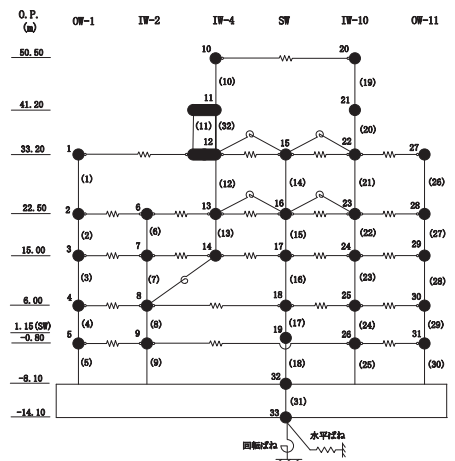 O.P. (m) OW-1 IW-2 IW-4 SW IW-10 OW-11
50.50 10 20
(10) (19)
41.20 11 21
(11) (32) (20)
33.20 1 12 15 22 27
(1) (12) (14) (21) (26)
22.50 2 6 13 16 23 28
(2) (6) (13) (15) (22) (27)
15.00 3 7 14 17 24 29
(3) (7) (16) (23) (28)
6.00 4 8 18 25 30
(4) (8) (17) (24) (29)
1.15(SW) 19
-0.80 5 9 26 31
(5) (9) (18) (25) (30)
-8.10 32
(31)
-14.10 33
回転ばね 水平ばね